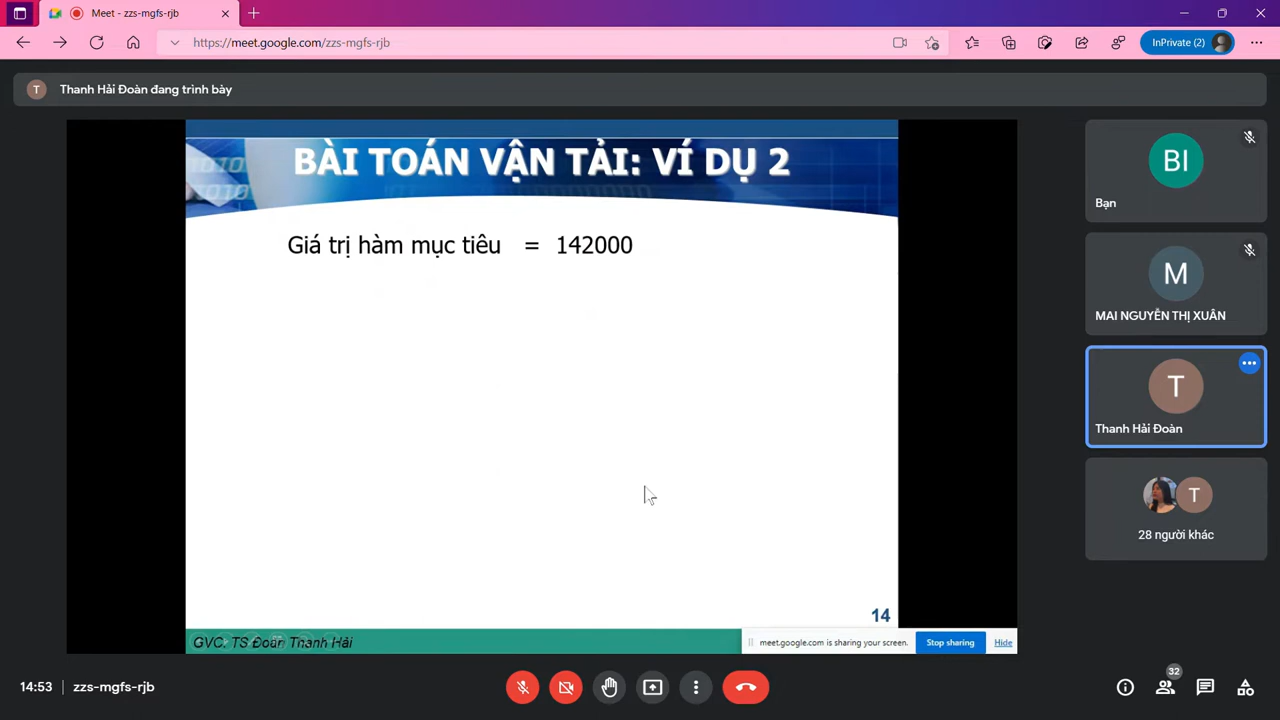 Meet - zzs-mgfs-rjb
https://meet.google.com/zzs-mgfs-rjb
InPrivate (2)
Thanh Hải Đoàn đang trình bày
BÀI TOÁN VẬN TẢI: VÍ DỤ 2
Giá trị hàm mục tiêu = 142000
14
GVC. TS Đoàn Thanh Hải
meet.google.com is sharing your screen.
Stop sharing
Hide
BI
Bạn
M
MAI NGUYỄN THỊ XUÂN
T
Thanh Hải Đoàn
T
28 người khác
14:53 | zzs-mgfs-rjb
32